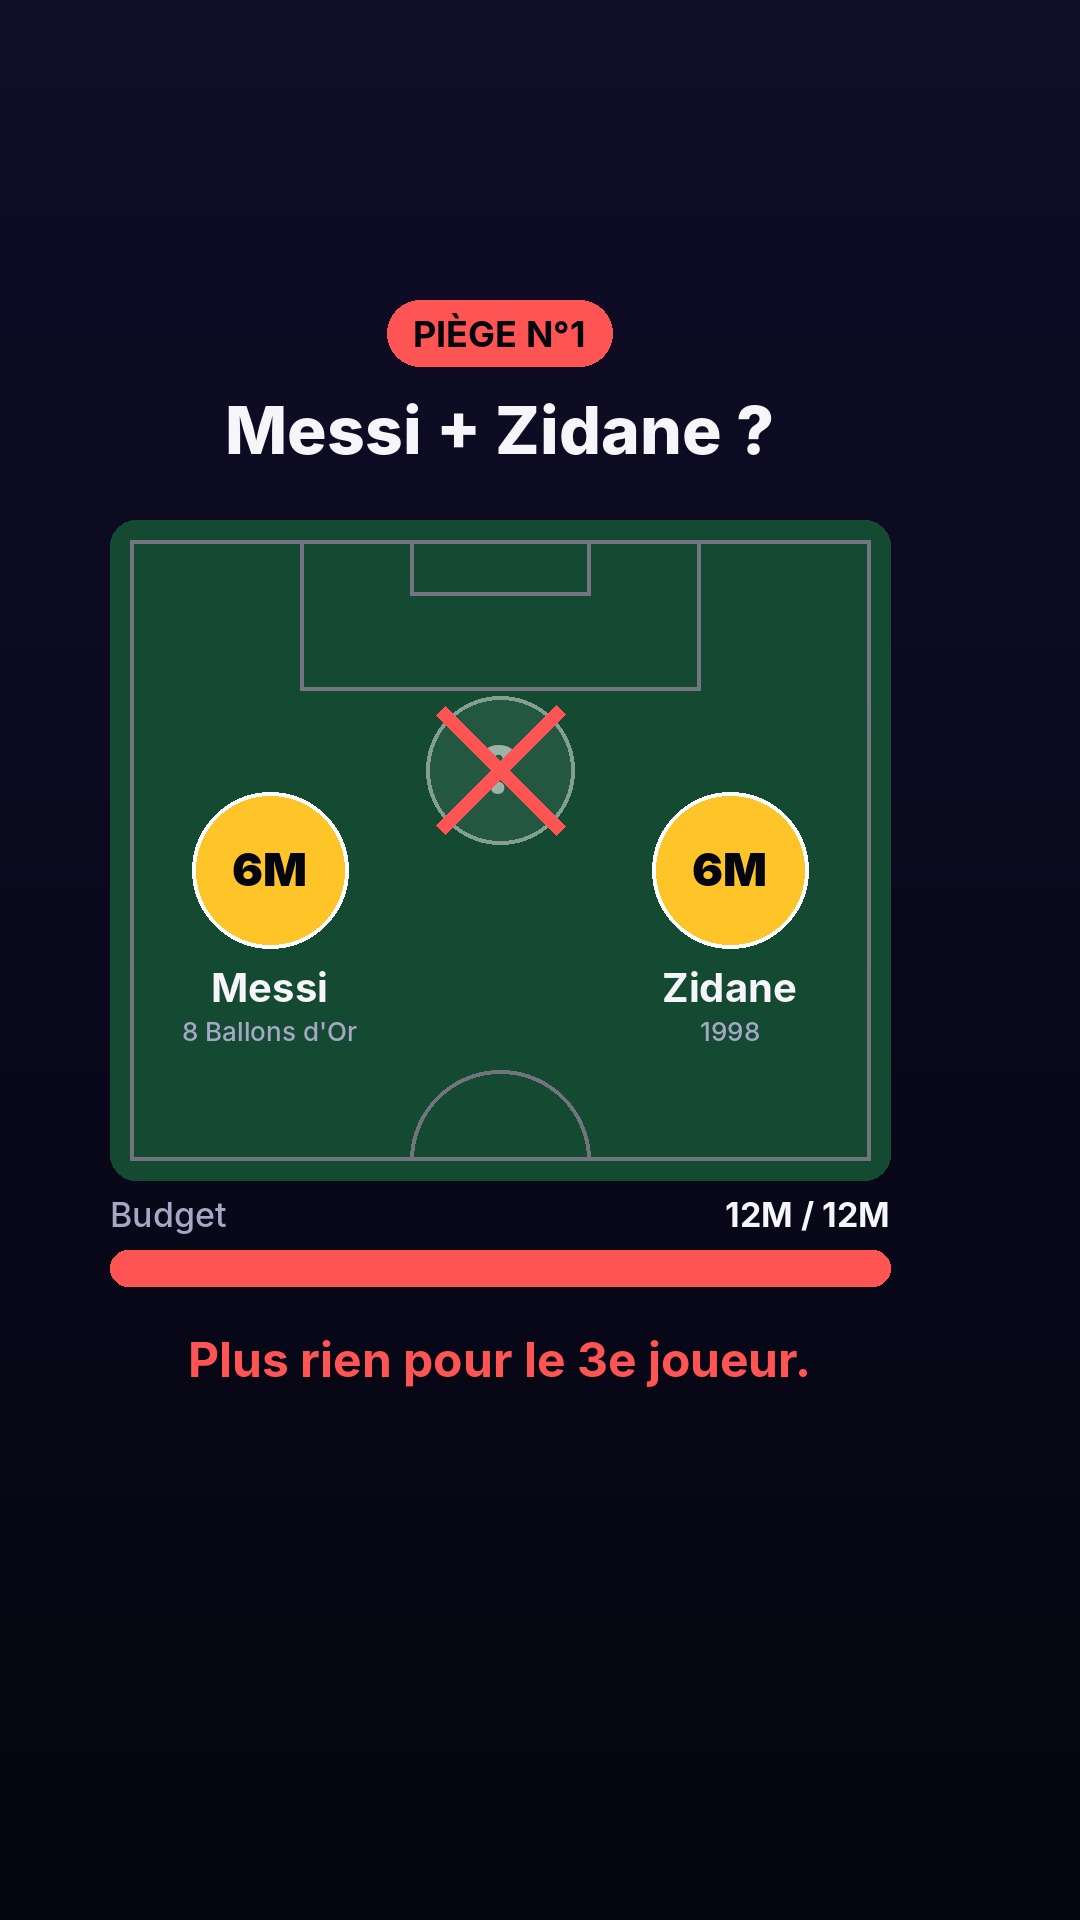 PIÈGE N°1
Messi + Zidane ?
6M
6M
Messi
Zidane
8 Ballons d'Or
1998
Budget
12M / 12M
Plus rien pour le 3e joueur.